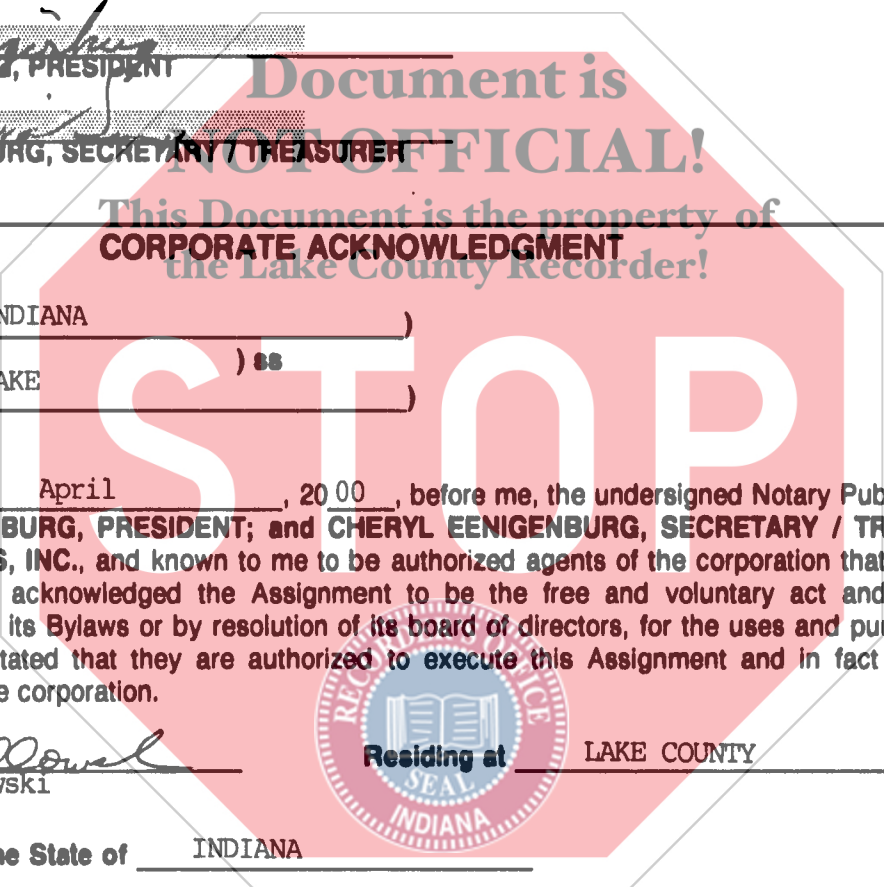 , PRESIDENT
Document is
URG, SECRETARY / TREASURER
NOT OFFICIAL!
This Document is the property of
CORPORATE ACKNOWLEDGMENT
the Lake County Recorder!
NDIANA )
) ss
AKE )
STOP
April , 20 00 , before me, the undersigned Notary Pub
BURG, PRESIDENT; and CHERYL EENIGENBURG, SECRETARY / TR
S, INC., and known to me to be authorized agents of the corporation that
acknowledged the Assignment to be the free and voluntary act and
its Bylaws or by resolution of its board of directors, for the uses and pur
tated that they are authorized to execute this Assignment and in fact
e corporation.
RECORDER'S OFFICE
Residing at LAKE COUNTY
wski
SEAL
INDIANA
he State of INDIANA